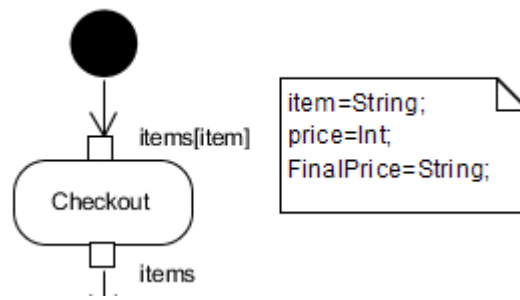 items[item]
item=String;
price=Int;
FinalPrice=String;
Checkout
items